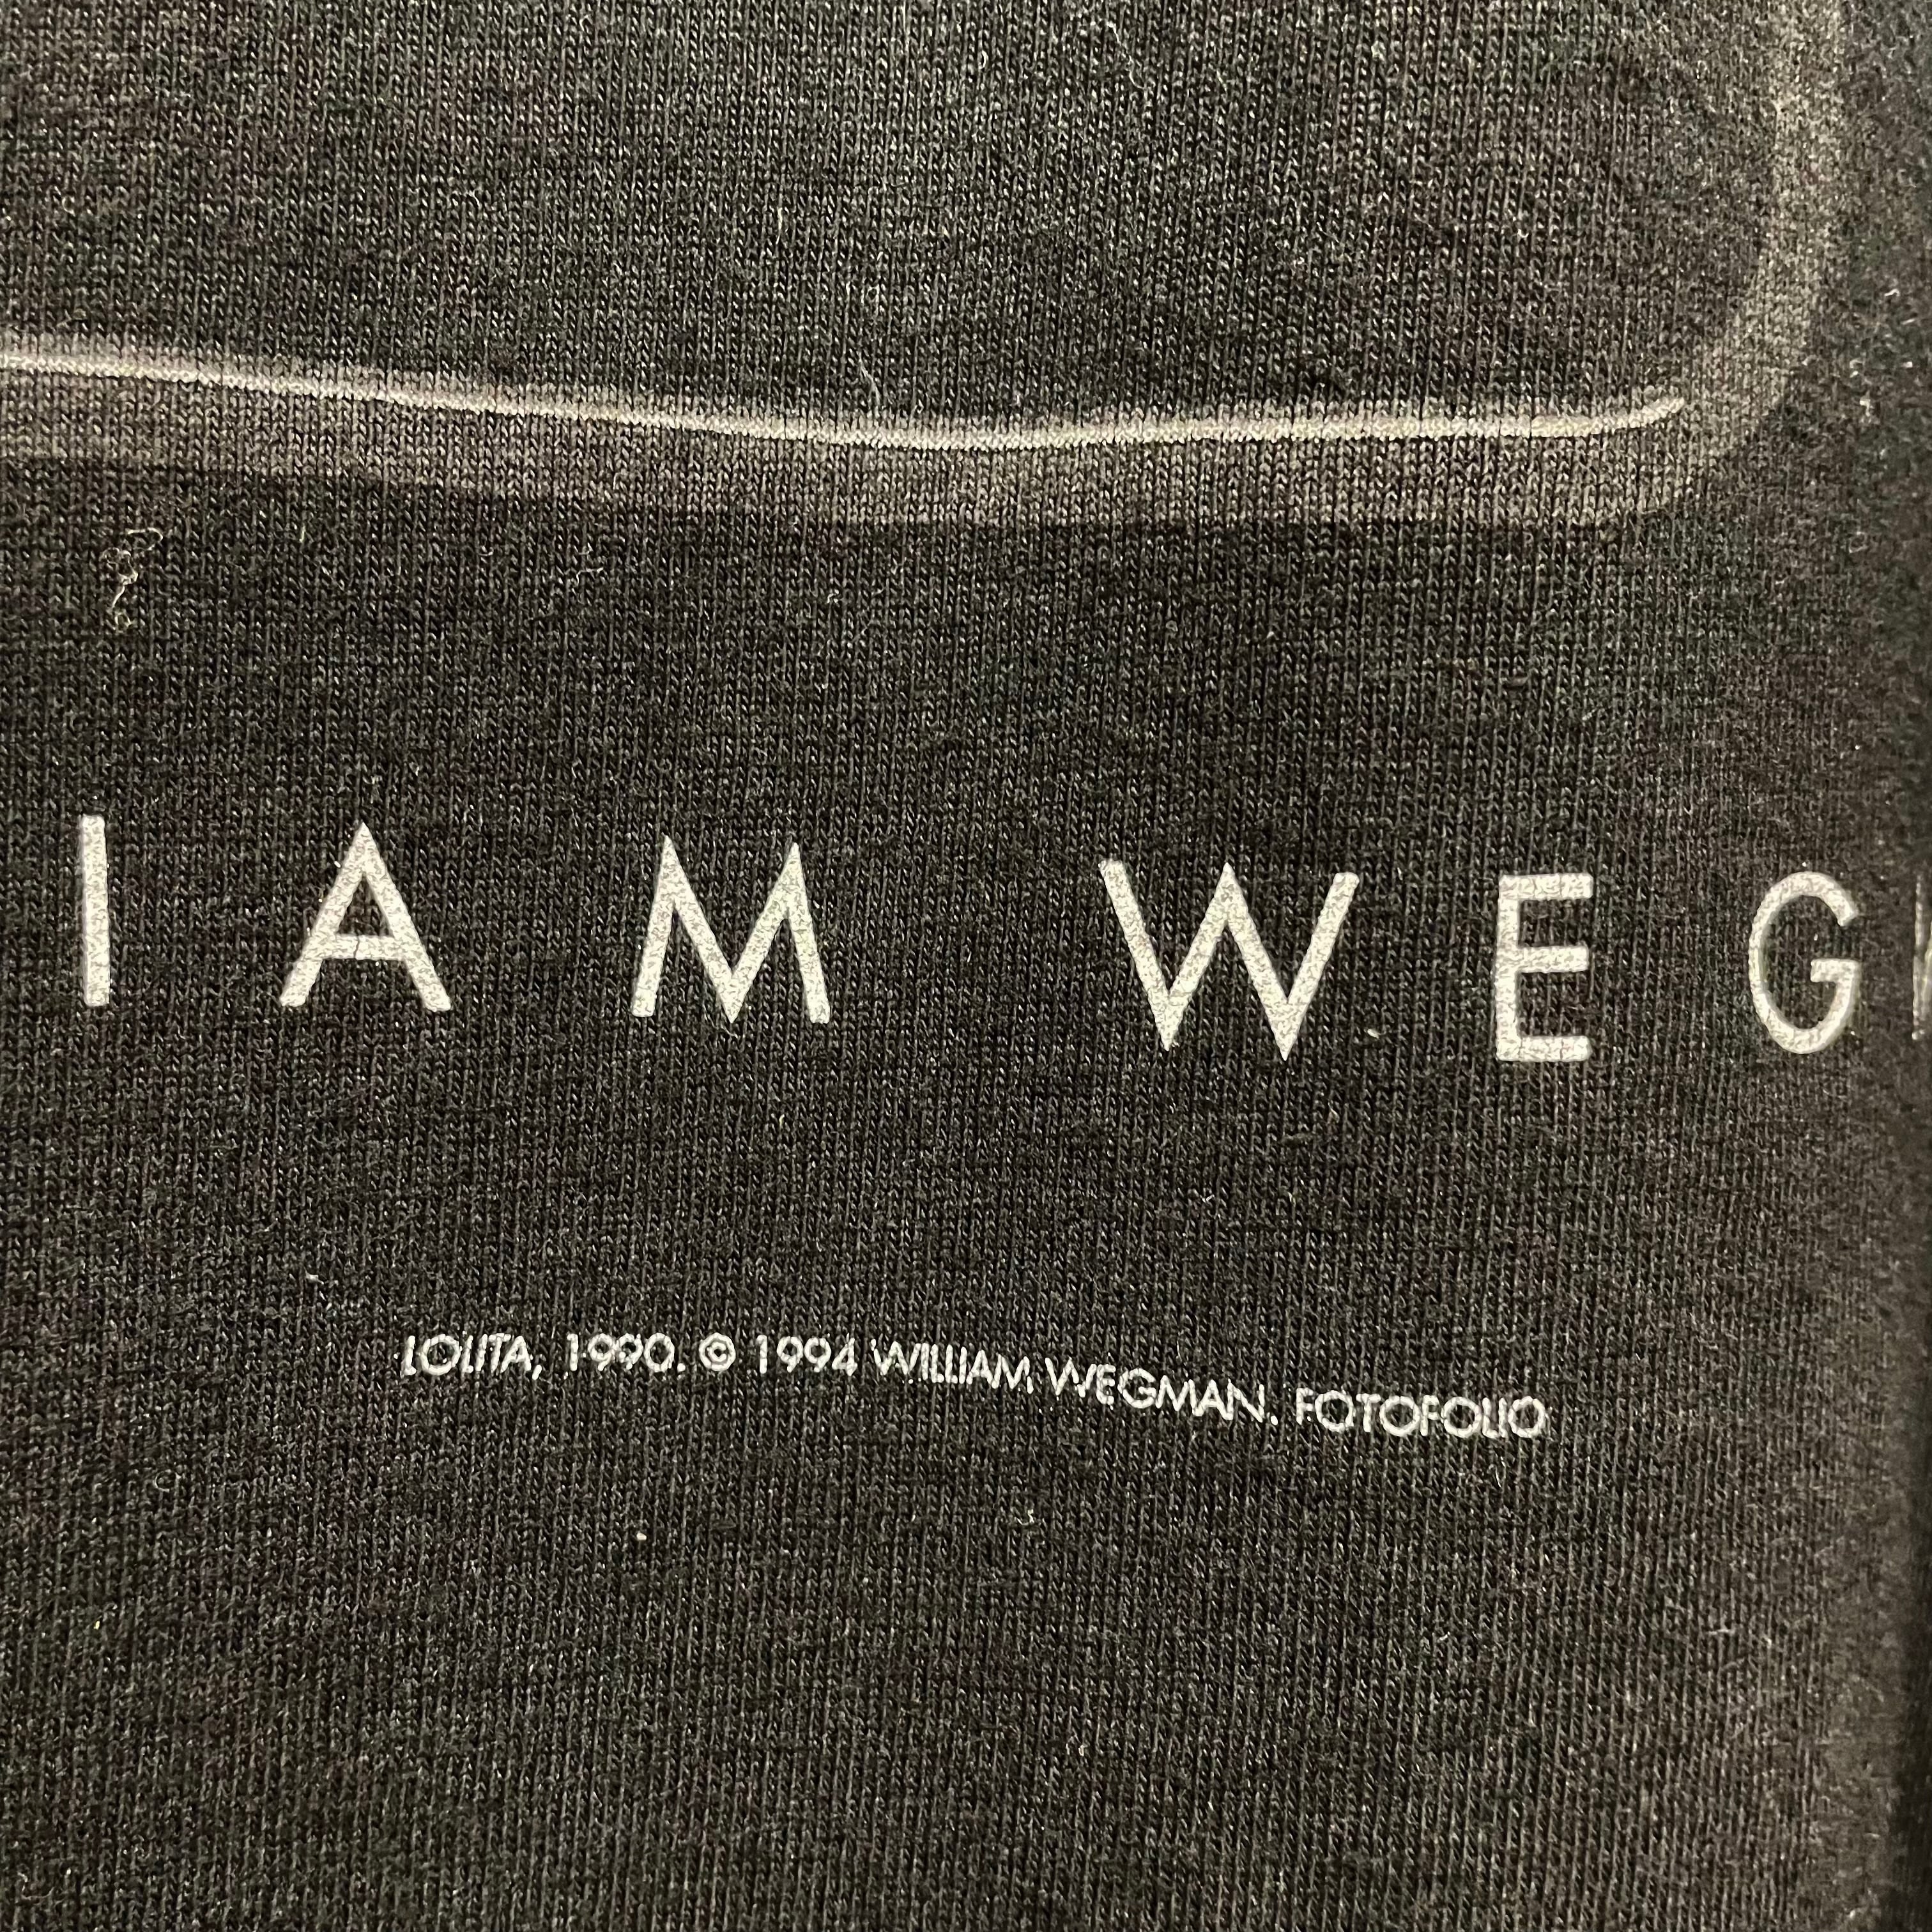 IAM WEG
LOLITA, 1990. © 1994 WILLIAM WEGMAN. FOTOFOLIO